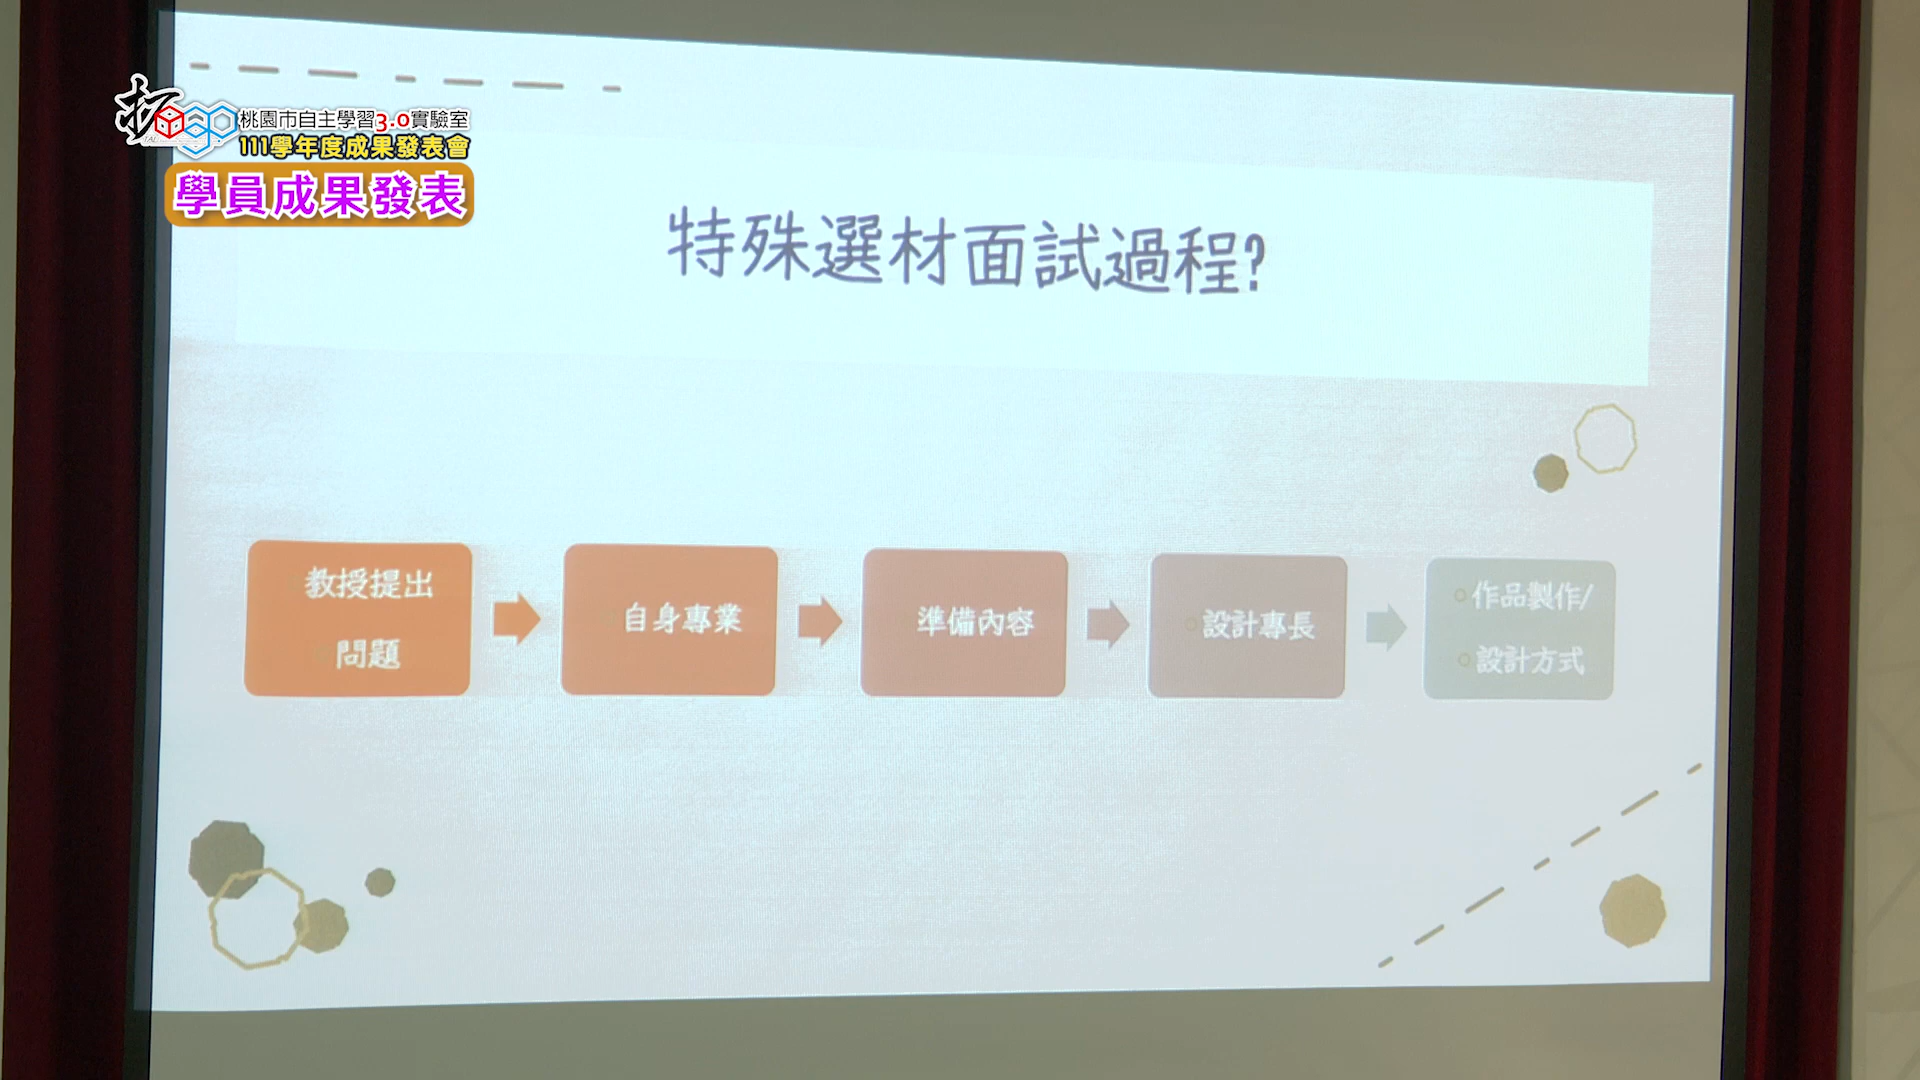 拓
桃園市自主學習3.0實驗室
111學年度成果發表會
學員成果發表
特殊選材面試過程?
教授提出
問題
自身專業
準備內容
設計專長
作品製作/
設計方式